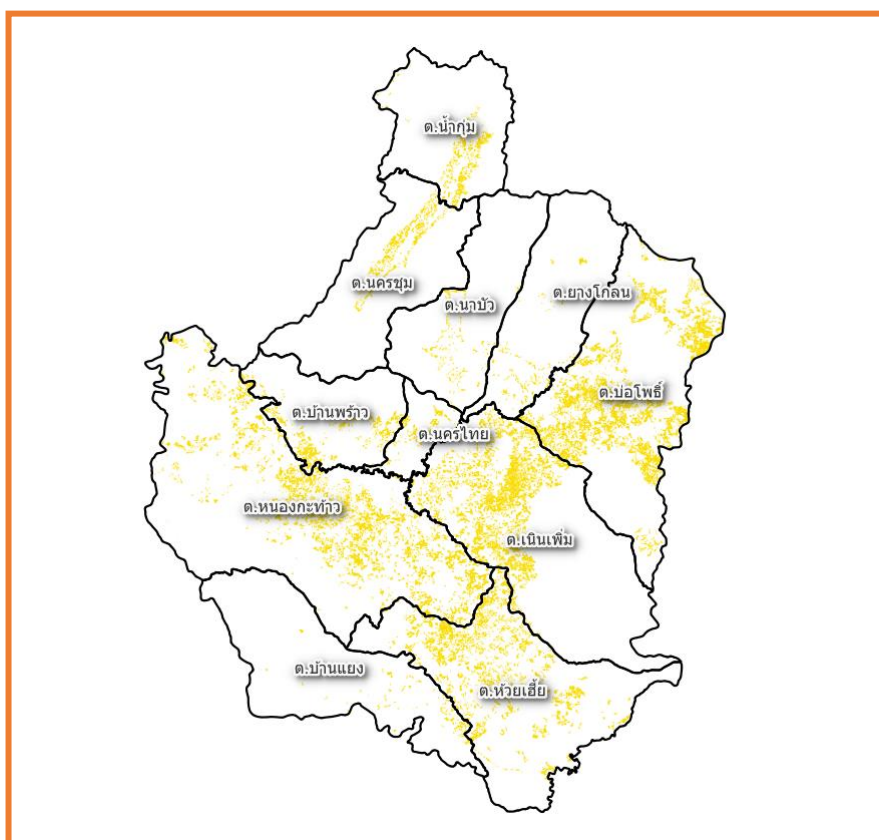 ต.น้ำกุ่ม
ต.นครชุม
ต.นาบัว
ต.ยางโกลน
ต.บ่อโพธิ์
ต.บ้านพร้าว
ต.นครไทย
ต.หนองกะท้าว
ต.เนินเพิ่ม
ต.บ้านแยง
ต.ห้วยเฮี้ย